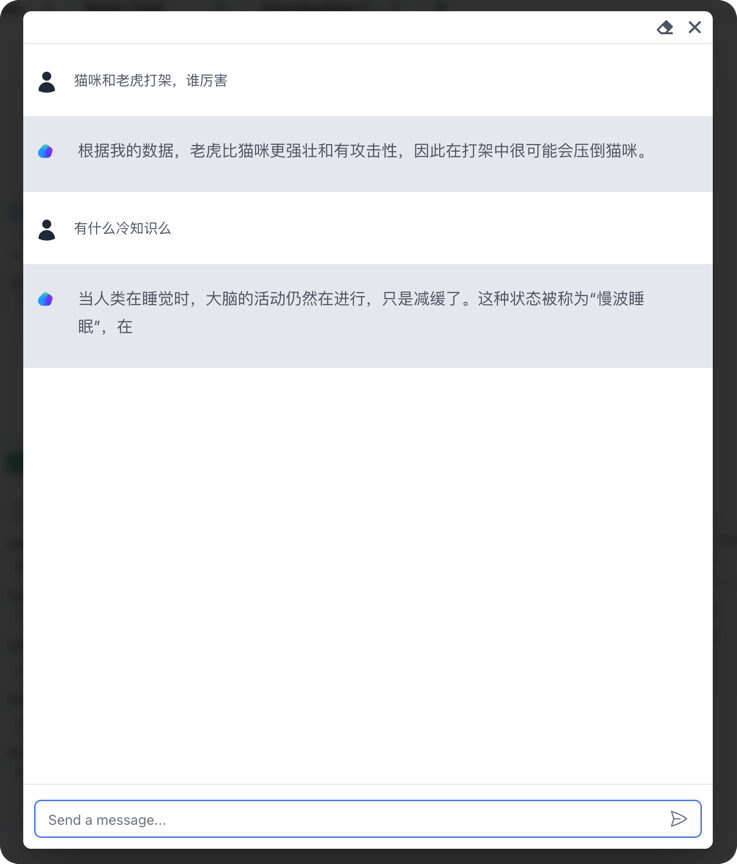 猫咪和老虎打架，谁厉害
根据我的数据，老虎比猫咪更强壮和有攻击性，因此在打架中很可能会压倒猫咪。
有什么冷知识么
当人类在睡觉时，大脑的活动仍然在进行，只是减缓了。这种状态被称为“慢波睡
眠”，在
Send a message...